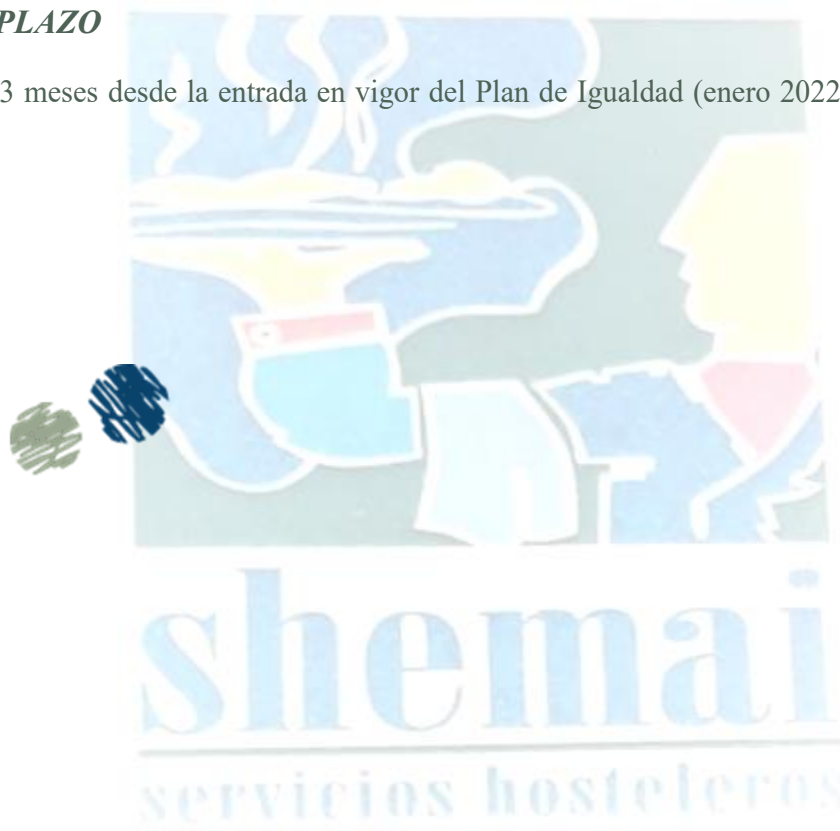 PLAZO
3 meses desde la entrada en vigor del Plan de Igualdad (enero 2022
shemai
servicios hosteleros